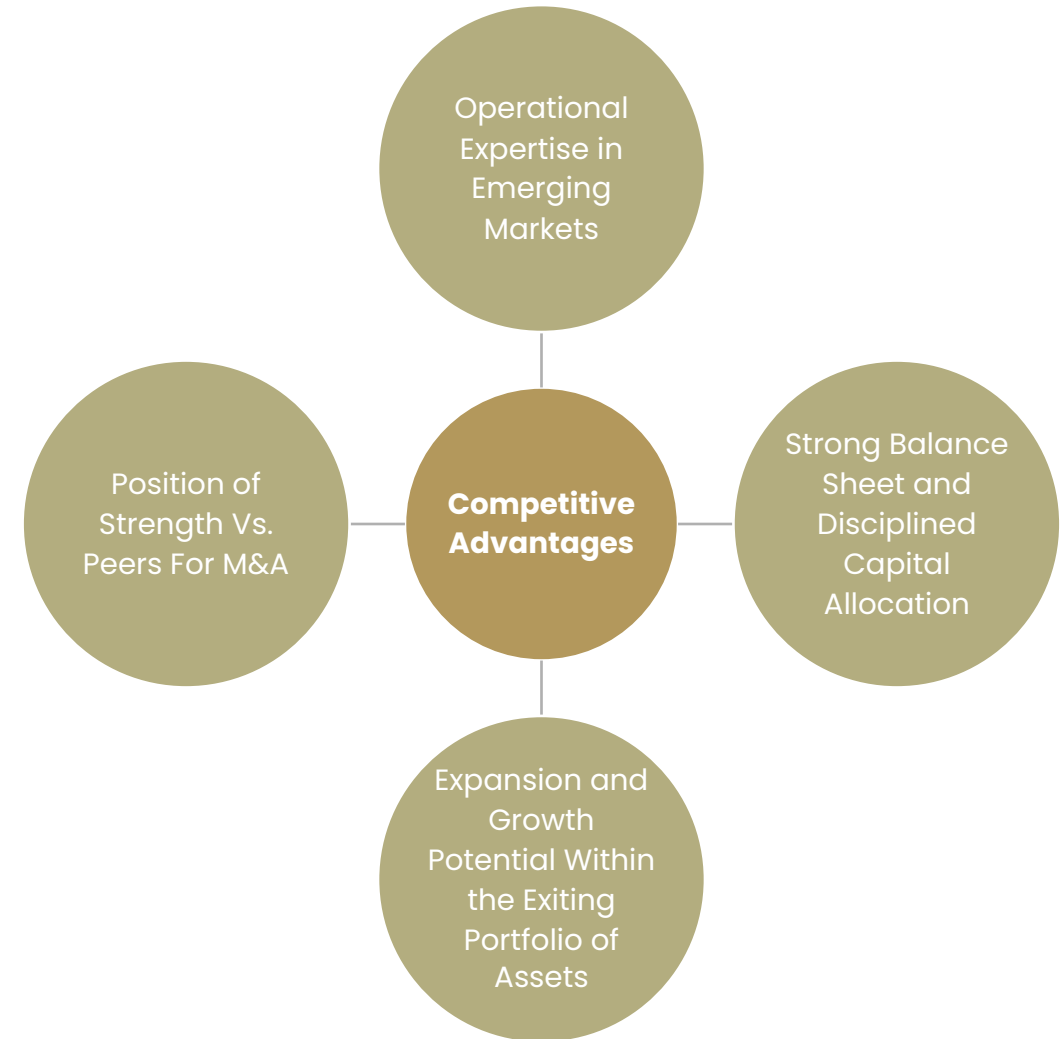 Operational
Expertise in
Emerging
Markets
Position of
Strength Vs.
Peers For M&A
Competitive
Advantages
Strong Balance
Sheet and
Disciplined
Capital
Allocation
Expansion and
Growth
Potential Within
the Exiting
Portfolio of
Assets